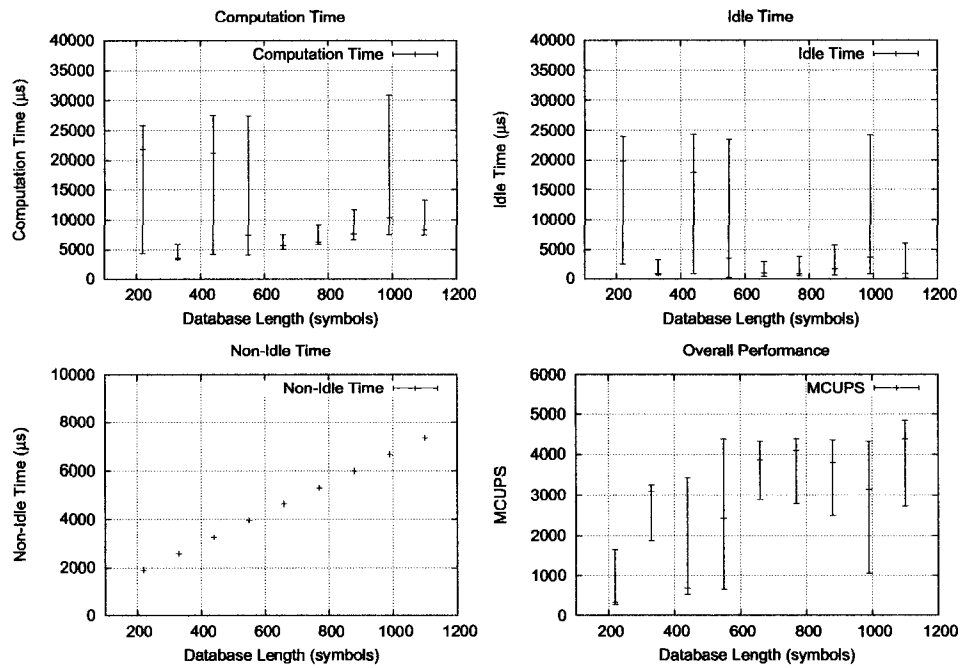 Computation Time
40000
35000
30000
25000
20000
15000
10000
5000
0
Computation Time (μs)
Computation Time
200 400 600 800 1000 1200
Database Length (symbols)
Idle Time
40000
35000
30000
25000
20000
15000
10000
5000
0
Idle Time (μs)
Idle Time
200 400 600 800 1000 1200
Database Length (symbols)
Non-Idle Time
10000
8000
6000
4000
2000
0
Non-Idle Time (μs)
Non-Idle Time
200 400 600 800 1000 1200
Database Length (symbols)
Overall Performance
6000
5000
4000
3000
2000
1000
0
MCUPS
MCUPS
200 400 600 800 1000 1200
Database Length (symbols)